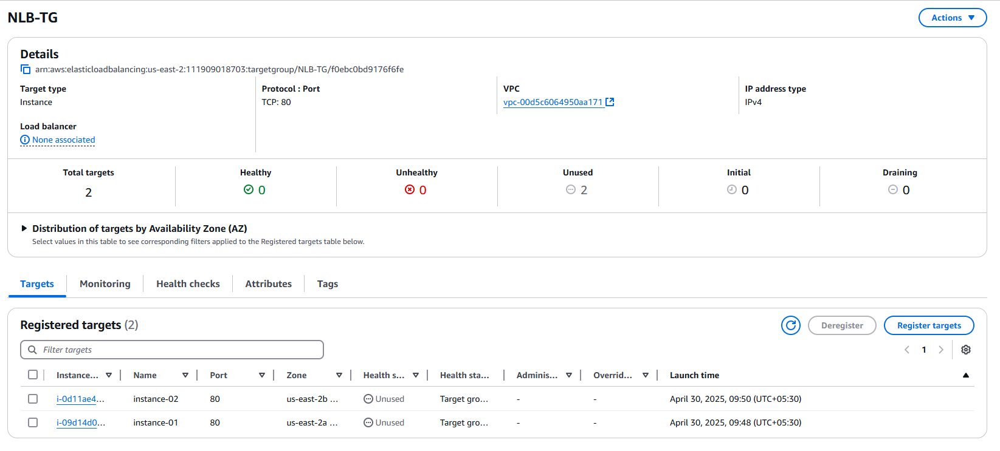 NLB-TG
Actions
Details
arn:aws:elasticloadbalancing:us-east-2:111909018703:targetgroup/NLB-TG/f0ebc0bd9176f6fe
Target type
Instance
Protocol : Port
TCP: 80
VPC
vpc-00d5c6064950aa171
IP address type
IPv4
Load balancer
None associated
Total targets
2
Healthy
0
Unhealthy
0
Unused
2
Initial
0
Draining
0
Distribution of targets by Availability Zone (AZ)
Select values in this table to see corresponding filters applied to the Registered targets table below.
Targets Monitoring Health checks Attributes Tags
Registered targets (2)
Deregister Register targets
Filter targets
1
Instance... Name Port Zone Health s... Health sta... Adminis... Overrid... Launch time
i-0d11ae4... instance-02 80 us-east-2b ... Unused Target gro... - - April 30, 2025, 09:50 (UTC+05:30)
i-09d14d0... instance-01 80 us-east-2a ... Unused Target gro... - - April 30, 2025, 09:48 (UTC+05:30)